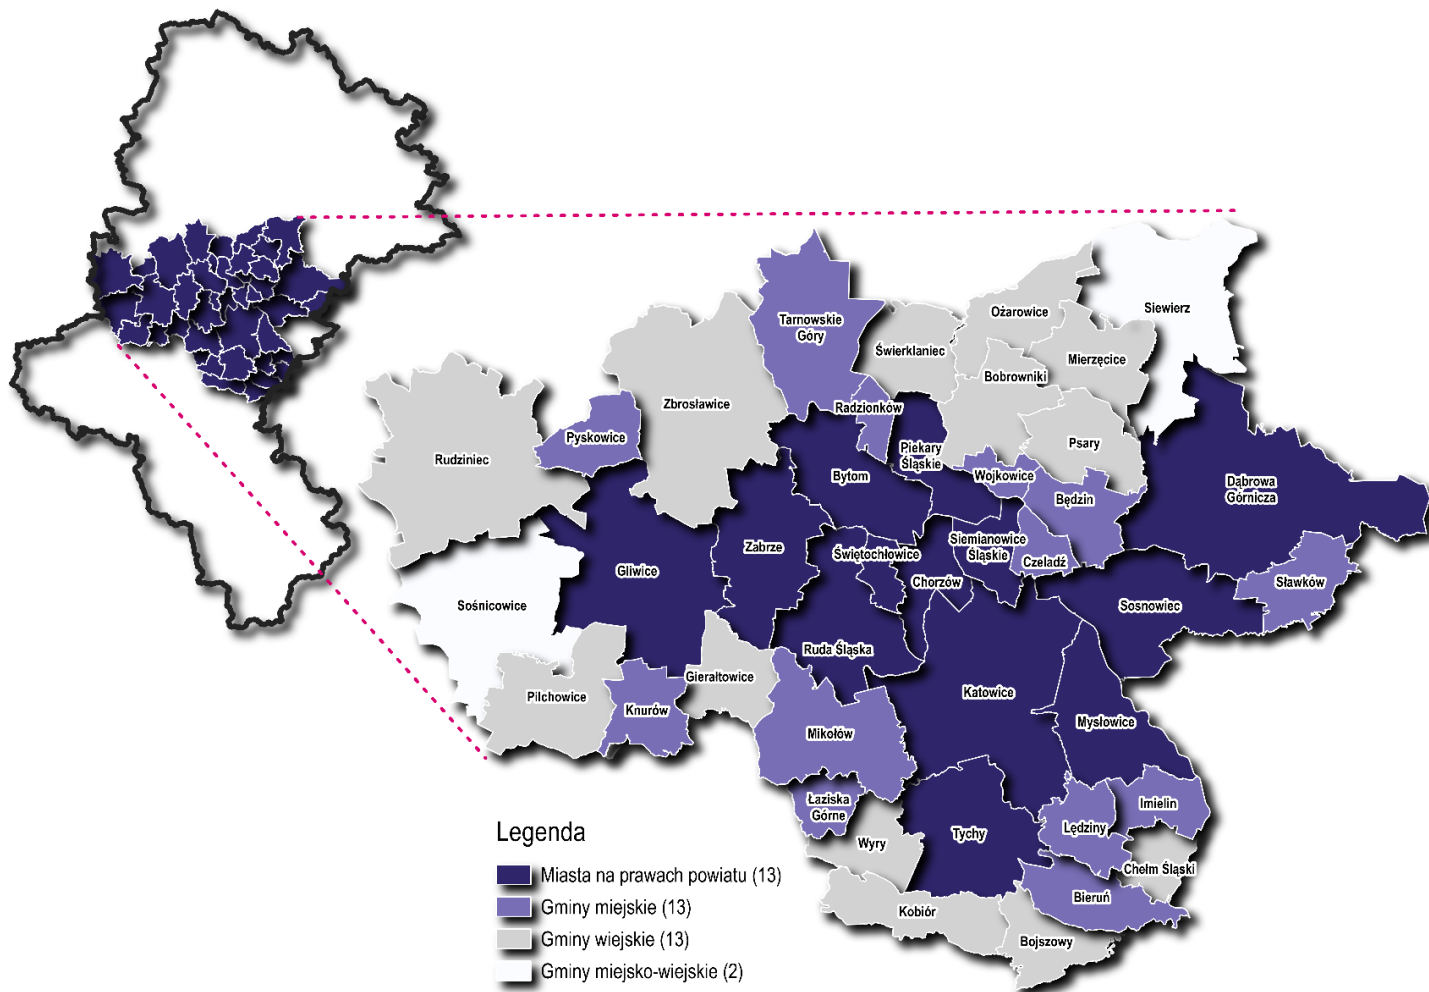 Siewierz
Ożarowice
Tarnowskie
Góry
Świerklaniec
Mierzęcice
Bobrowniki
Zbrosławice
Radzionków
Pyskowice
Psary
Piekary
Śląskie
Rudziniec
Bytom
Wojkowice
Dąbrowa
Górnicza
Będzin
Zabrze
Świętochłowice
Siemianowice
Śląskie
Czeladź
Gliwice
Chorzów
Sławków
Sośnicowice
Sosnowiec
Ruda Śląska
Gierałtowice
Pilchowice
Knurów
Katowice
Mysłowice
Mikołów
Łaziska
Górne
Imielin
Lędziny
Tychy
Wyry
Chełm Śląski
Bieruń
Kobiór
Bojszowy
Legenda
Miasta na prawach powiatu (13)
Gminy miejskie (13)
Gminy wiejskie (13)
Gminy miejsko-wiejskie (2)